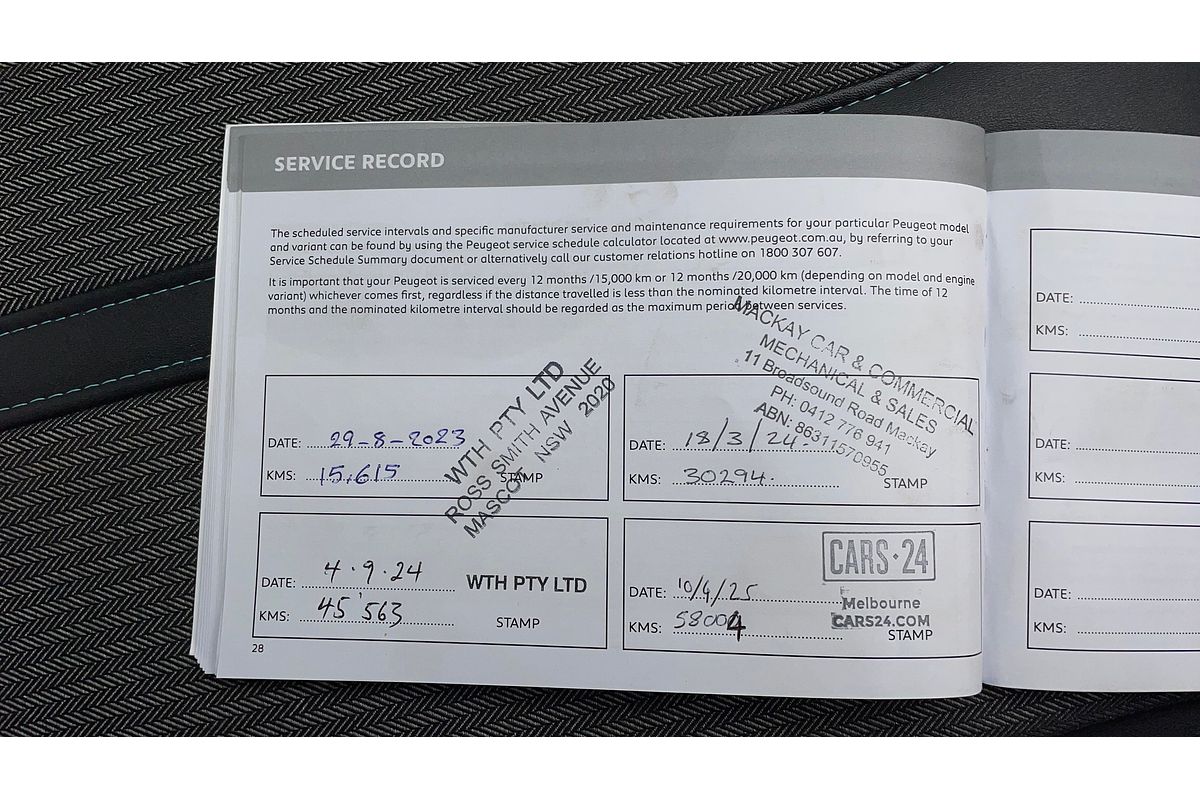 SERVICE RECORD
The scheduled service intervals and specific manufacturer service and maintenance requirements for your particular Peugeot model
and variant can be found by using the Peugeot service schedule calculator located at www.peugeot.com.au, by referring to your
Service Schedule Summary document or alternatively call our customer relations hotline on 1800 307 607.
It is important that your Peugeot is serviced every 12 months /15,000 km or 12 months /20,000 km (depending on model and engine
variant) whichever comes first, regardless if the distance travelled is less than the nominated kilometre interval. The time of 12
months and the nominated kilometre interval should be regarded as the maximum period between services.
DATE: 29-8-2023
KMS: 15,615
STAMP
WTH PTY LTD
ROSS SMITH AVENUE
MASCOT NSW 2020
DATE: 18/3/24.
KMS: 30294.
STAMP
MACKAY CAR & COMMERCIAL
MECHANICAL & SALES
11 Broadsound Road Mackay
PH: 0412 776 941
ABN: 86311570955
DATE: 4.9.24
KMS: 45'563
WTH PTY LTD
STAMP
DATE: 10/4/25
KMS: 58004
CARS·24
Melbourne
CARS24.COM
STAMP
28
DATE:
KMS:
DATE:
KMS:
DATE:
KMS: